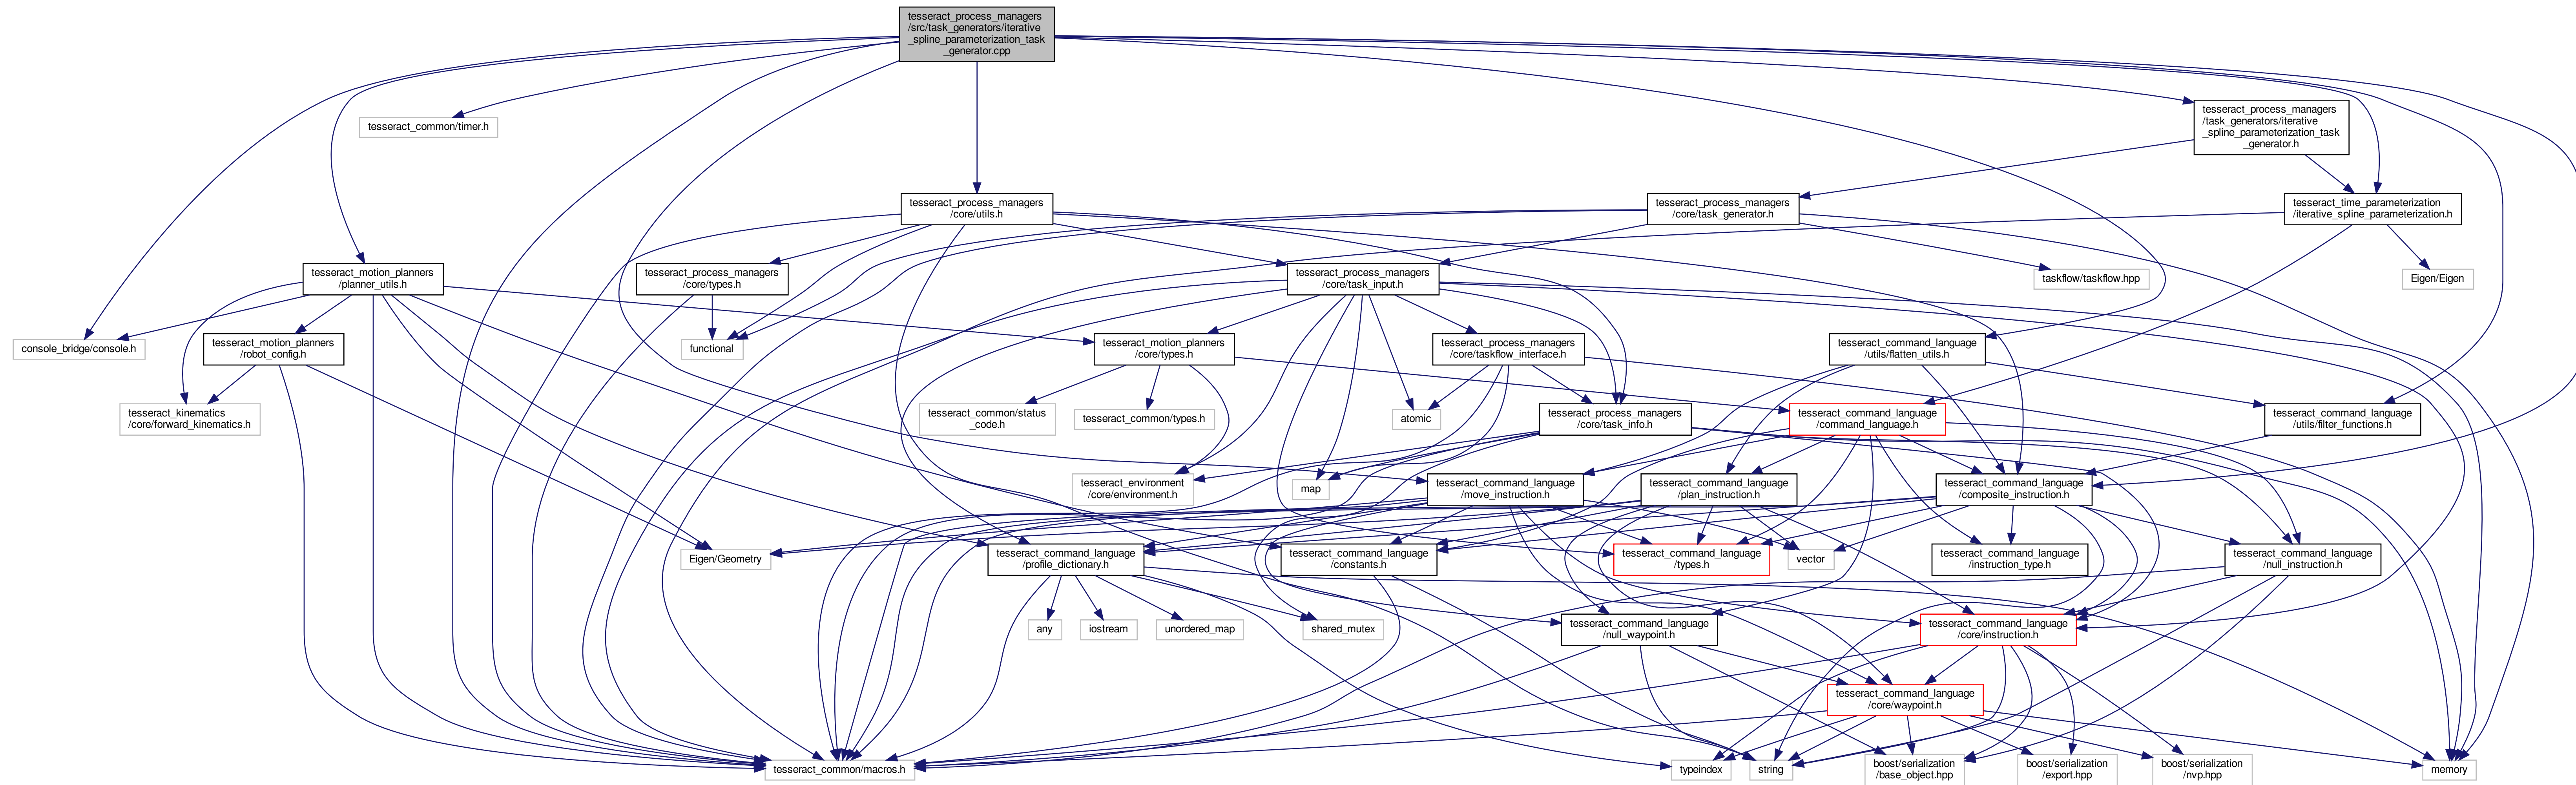 tesseract_process_managers
/src/task_generators/iterative
_spline_parameterization_task
_generator.cpp
tesseract_process_managers
/task_generators/iterative
_spline_parameterization_task
_generator.h
tesseract_common/timer.h
tesseract_process_managers
/core/utils.h
tesseract_process_managers
/core/task_generator.h
tesseract_time_parameterization
/iterative_spline_parameterization.h
tesseract_motion_planners
/planner_utils.h
tesseract_process_managers
/core/types.h
tesseract_process_managers
/core/task_input.h
taskflow/taskflow.hpp
Eigen/Eigen
console_bridge/console.h
tesseract_motion_planners
/robot_config.h
functional
tesseract_motion_planners
/core/types.h
tesseract_process_managers
/core/taskflow_interface.h
tesseract_command_language
/utils/flatten_utils.h
tesseract_kinematics
/core/forward_kinematics.h
tesseract_common/status
_code.h
tesseract_common/types.h
atomic
tesseract_process_managers
/core/task_info.h
tesseract_command_language
/command_language.h
tesseract_command_language
/utils/filter_functions.h
tesseract_environment
/core/environment.h
map
tesseract_command_language
/move_instruction.h
tesseract_command_language
/plan_instruction.h
tesseract_command_language
/composite_instruction.h
Eigen/Geometry
tesseract_command_language
/profile_dictionary.h
tesseract_command_language
/constants.h
tesseract_command_language
/types.h
vector
tesseract_command_language
/instruction_type.h
tesseract_command_language
/null_instruction.h
any
iostream
unordered_map
shared_mutex
tesseract_command_language
/null_waypoint.h
tesseract_command_language
/core/instruction.h
tesseract_command_language
/core/waypoint.h
tesseract_common/macros.h
typeindex
string
boost/serialization
/base_object.hpp
boost/serialization
/export.hpp
boost/serialization
/nvp.hpp
memory